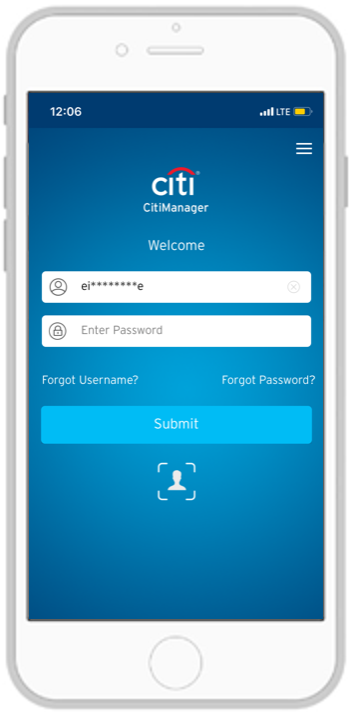 12:06
LTE
citi®
CitiManager
Welcome
ei********e
Enter Password
Forgot Username? Forgot Password?
Submit